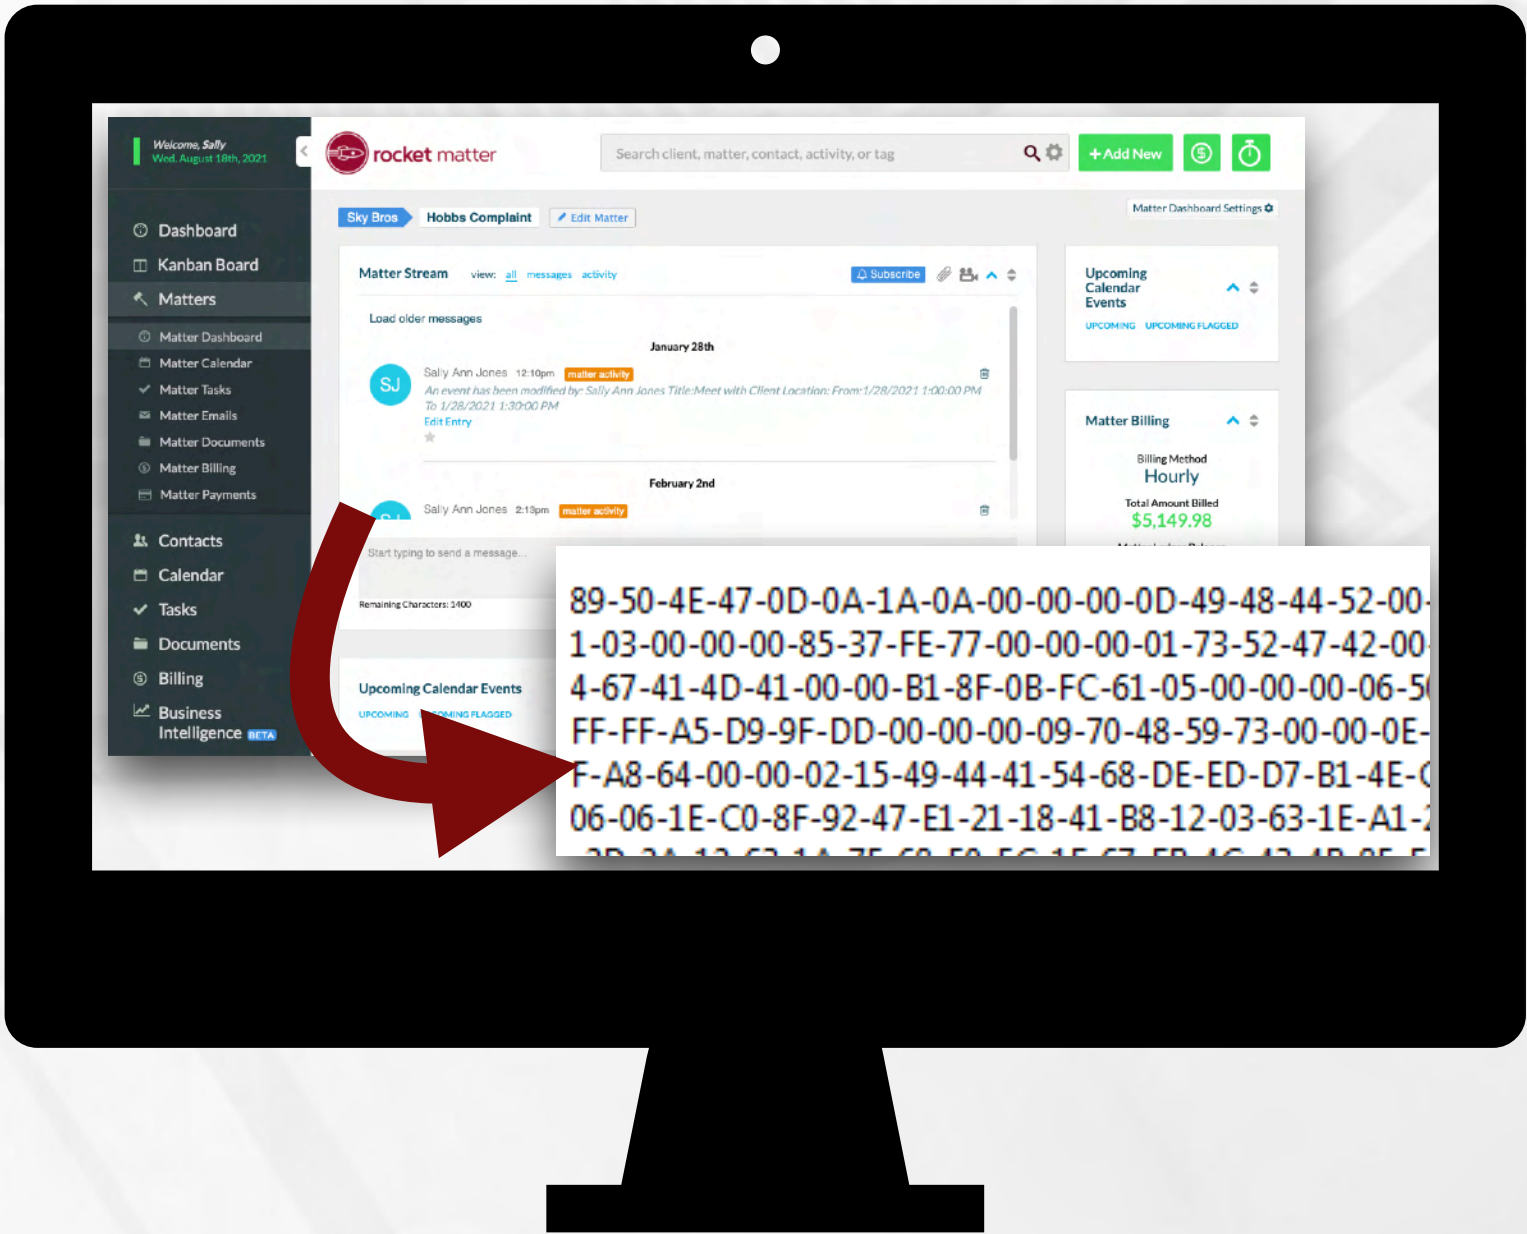 Welcome, Sally
Wed. August 18th, 2021
rocket matter
Search client, matter, contact, activity, or tag
+ Add New
Dashboard
Kanban Board
Matters
Matter Dashboard
Matter Calendar
Matter Tasks
Matter Emails
Matter Documents
Matter Billing
Matter Payments
Contacts
Calendar
Tasks
Documents
Billing
Business
Intelligence BETA
Sky Bros Hobbs Complaint Edit Matter
Matter Dashboard Settings
Matter Stream view: all messages activity Subscribe
Load older messages
January 28th
Sally Ann Jones 12:10pm matter activity
An event has been modified by: Sally Ann Jones Title:Meet with Client Location: From:1/28/2021 1:00:00 PM
To 1/28/2021 1:30:00 PM
Edit Entry
February 2nd
SJ
Sally Ann Jones 2:13pm matter activity
Start typing to send a message...
Remaining Characters: 1400
Upcoming Calendar Events
UPCOMING UPCOMING FLAGGED
Upcoming
Calendar
Events
UPCOMING UPCOMING FLAGGED
Matter Billing
Billing Method
Hourly
Total Amount Billed
$5,149.98
89-50-4E-47-0D-0A-1A-0A-00-00-00-0D-49-48-44-52-00-
1-03-00-00-00-85-37-FE-77-00-00-00-01-73-52-47-42-00-
4-67-41-4D-41-00-00-B1-8F-0B-FC-61-05-00-00-00-06-50
FF-FF-A5-D9-9F-DD-00-00-00-09-70-48-59-73-00-00-0E-
F-A8-64-00-00-02-15-49-44-41-54-68-DE-ED-D7-B1-4E-
06-06-1E-C0-8F-92-47-E1-21-18-41-B8-12-03-63-1E-A1-2